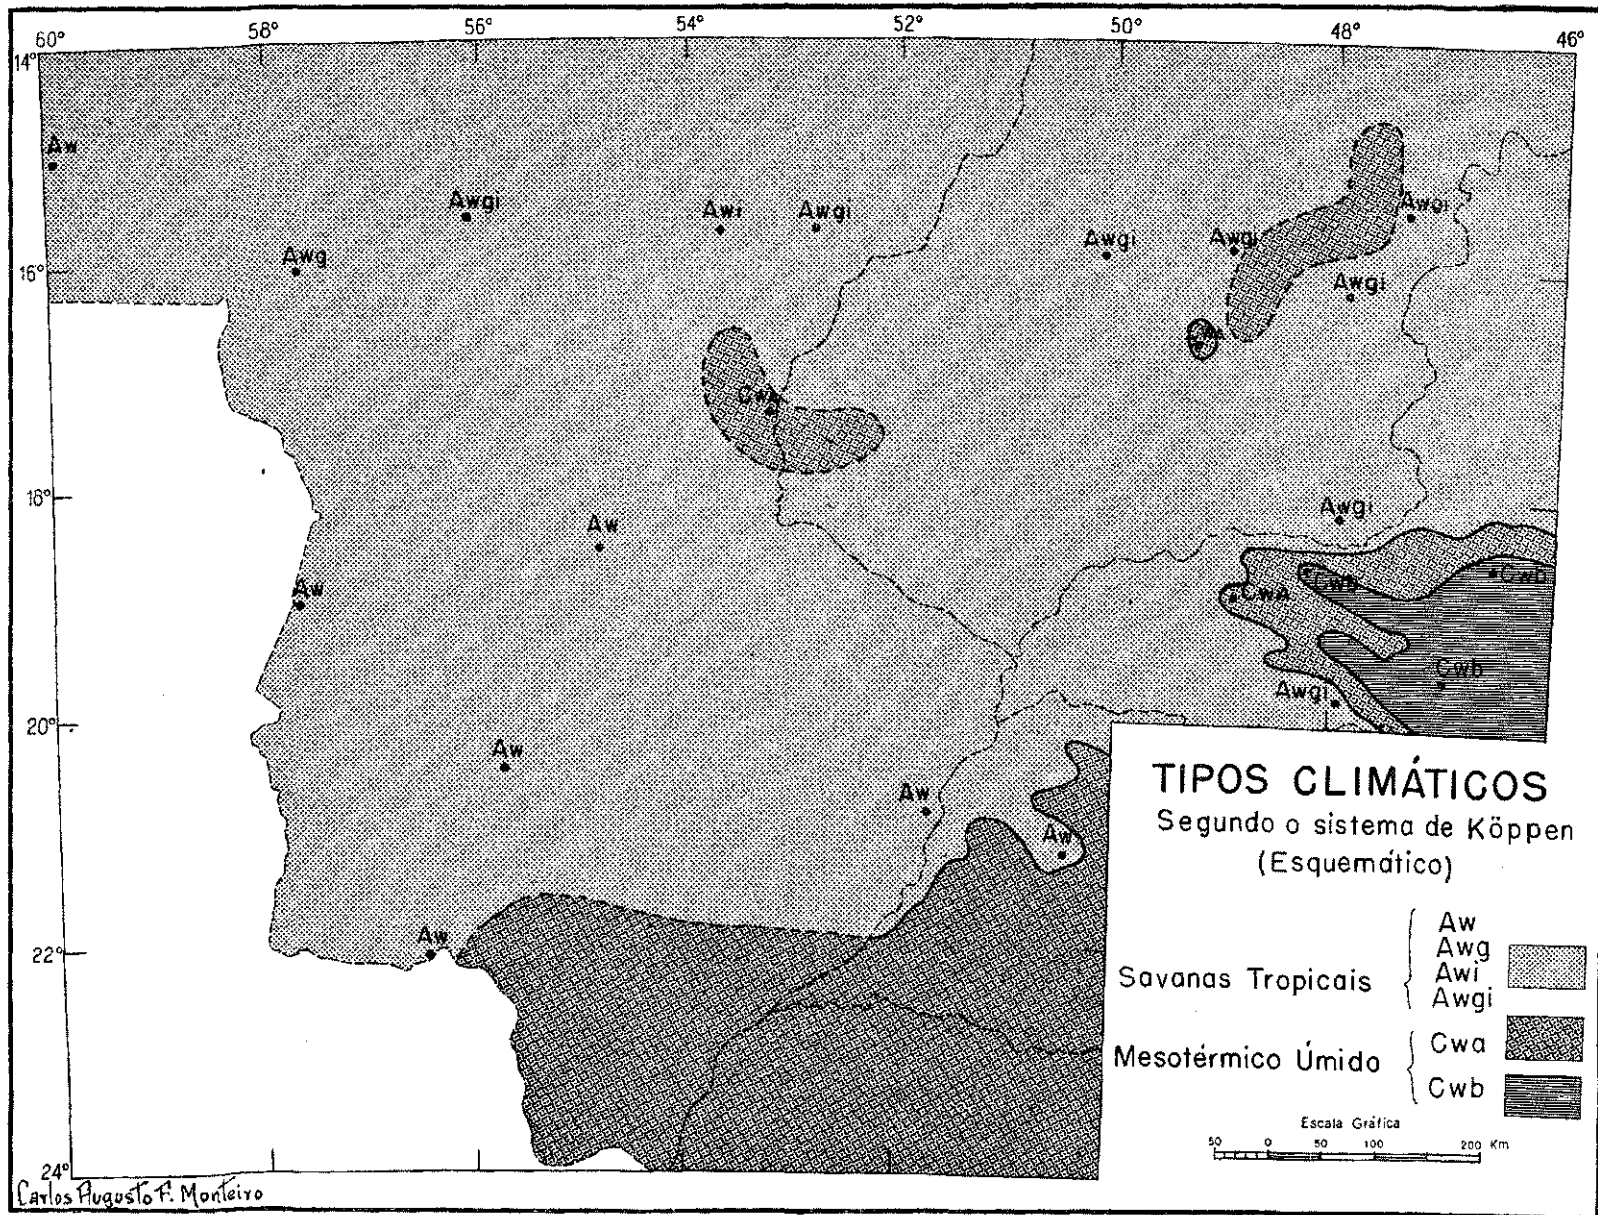 60° 58° 56° 54° 52° 50° 48° 46°
14°
Aw
Awgi Awi Awgi Awgi
Awg Awgi Awgi
16°
Awgi
Cwa
18°
Awgi
Aw
Cwb Cwb
Aw Cwa
Cwb
Awgi
20°
Aw
Aw
Aw
22°
Aw
24°
TIPOS CLIMÁTICOS
Segundo o sistema de Köppen
(Esquemático)
Savanas Tropicais
Aw
Awg
Awi
Awgi
Mesotérmico Úmido
Cwa
Cwb
Escala Gráfica
50 0 50 100 200 Km
Carlos Augusto F. Monteiro